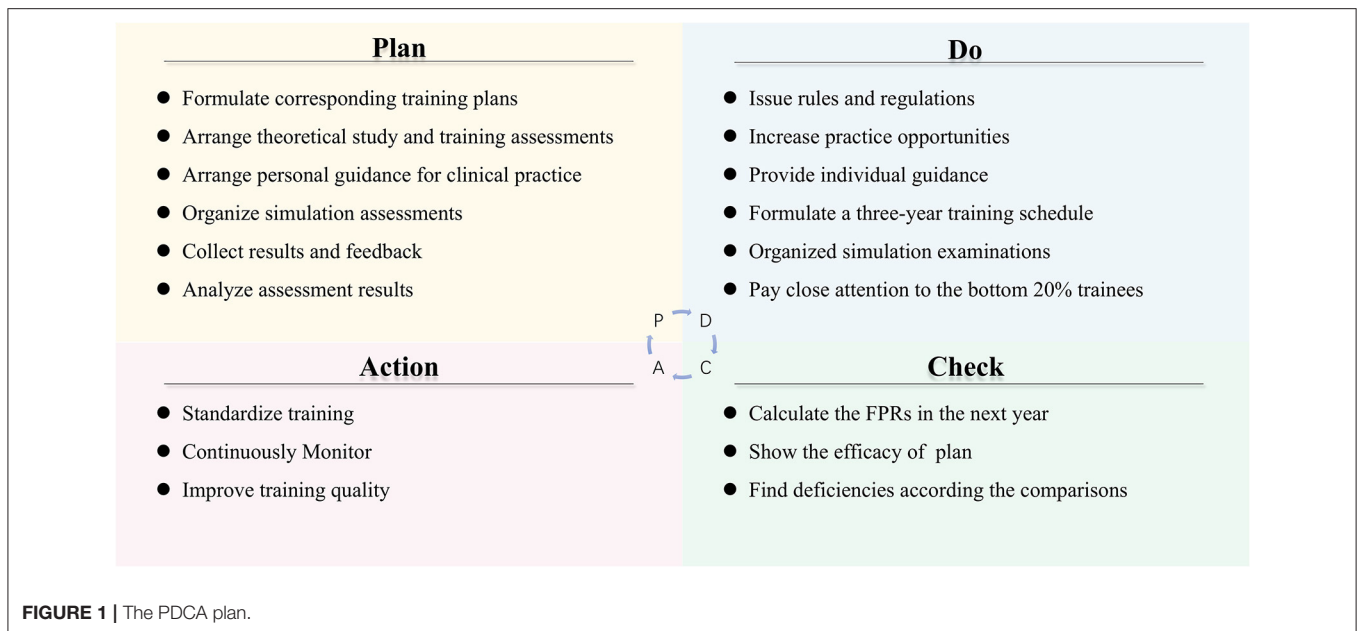 Plan
● Formulate corresponding training plans
● Arrange theoretical study and training assessments
● Arrange personal guidance for clinical practice
● Organize simulation assessments
● Collect results and feedback
● Analyze assessment results
Do
● Issue rules and regulations
● Increase practice opportunities
● Provide individual guidance
● Formulate a three-year training schedule
● Organized simulation examinations
● Pay close attention to the bottom 20% trainees
P D
A C
Action
● Standardize training
● Continuously Monitor
● Improve training quality
Check
● Calculate the FPRs in the next year
● Show the efficacy of plan
● Find deficiencies according the comparisons
FIGURE 1 | The PDCA plan.